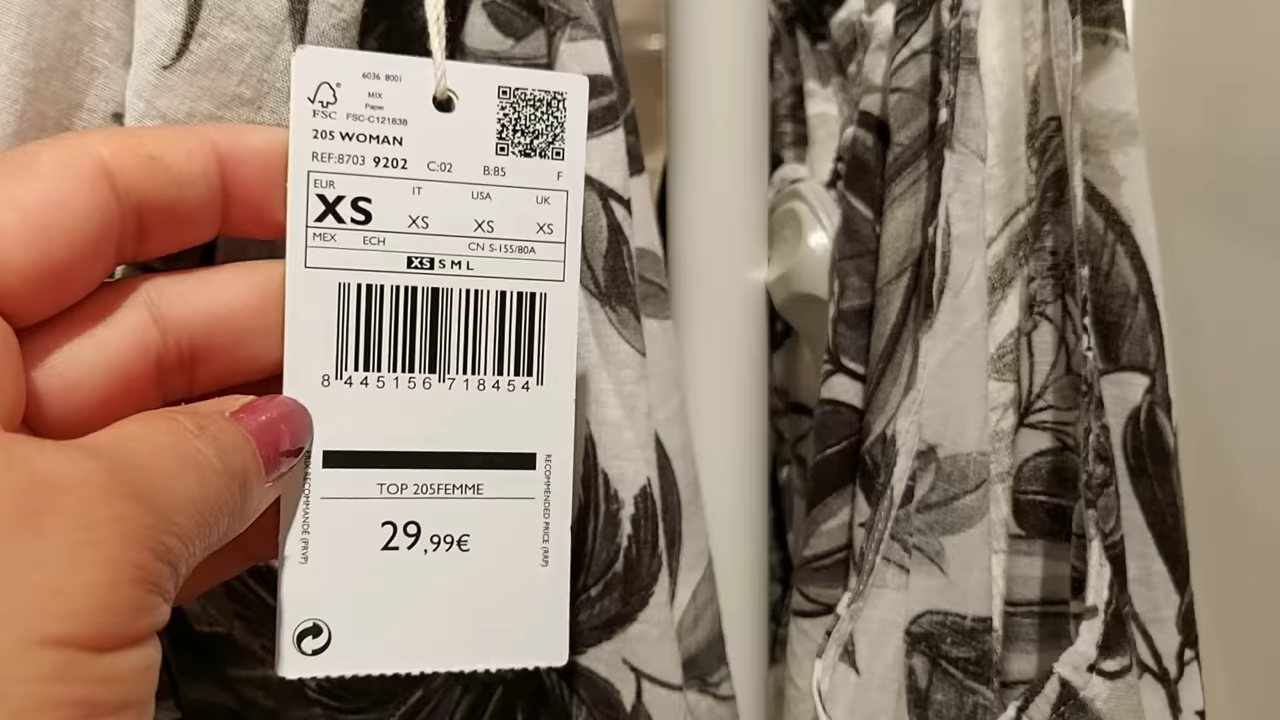 6036 8001
MIX
Paper
FSC
FSC-C121838
205 WOMAN
REF:8703 9202 C:02 B:85 F
EUR IT USA UK
XS XS XS XS
MEX ECH CN S-155/80A
XS S M L
8 445156 718454
PRIX RECOMMANDÉ (PRVP)
RECOMMENDED PRICE (RRP)
TOP 205FEMME
29,99€